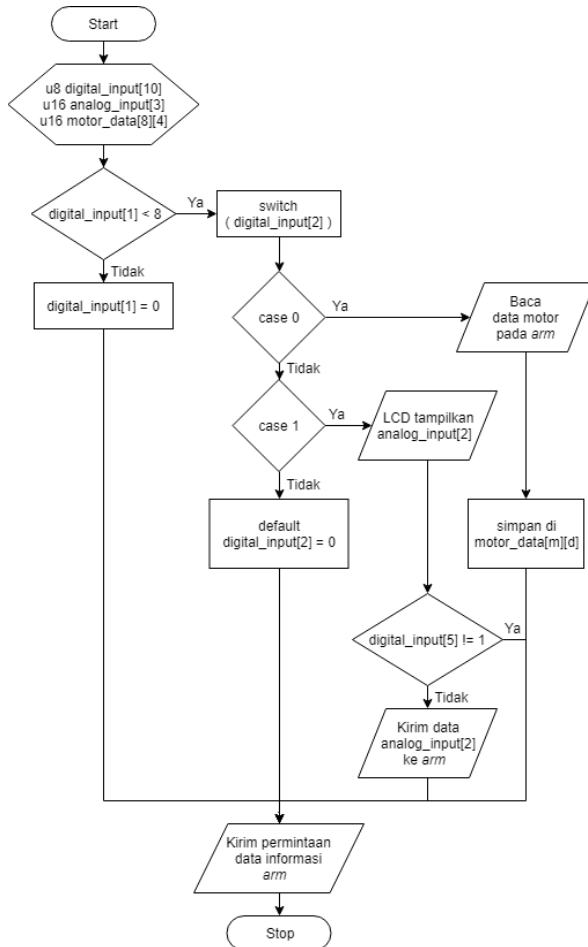 Start
u8 digital_input[10]
u16 analog_input[3]
u16 motor_data[8][4]
digital_input[1] < 8
Ya
switch
( digital_input[2] )
Tidak
digital_input[1] = 0
case 0
Ya
Baca
data motor
pada arm
Tidak
case 1
Ya
LCD tampilkan
analog_input[2]
Tidak
default
digital_input[2] = 0
simpan di
motor_data[m][d]
digital_input[5] != 1
Ya
Tidak
Kirim data
analog_input[2]
ke arm
Kirim permintaan
data informasi
arm
Stop